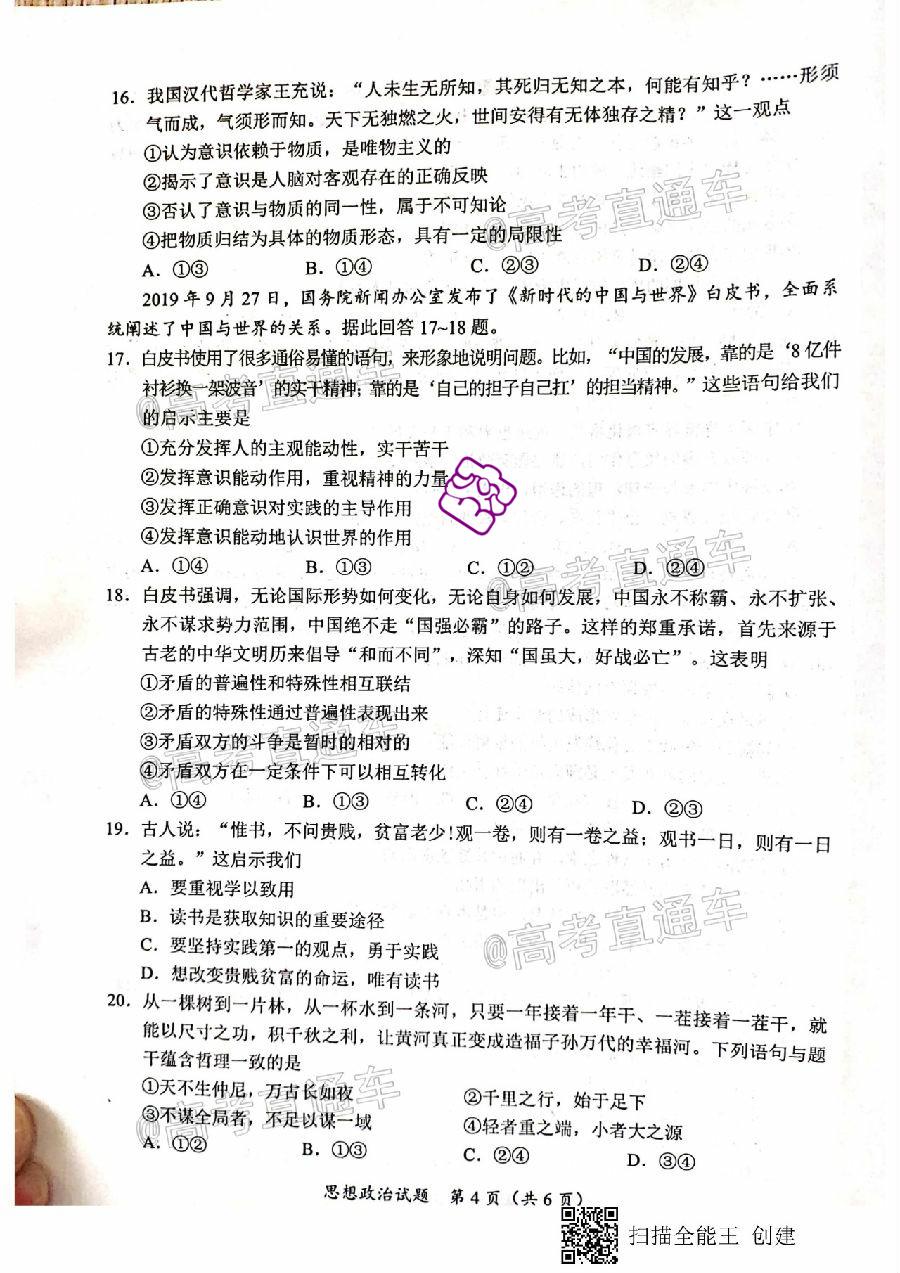 16．我国汉代哲学家王充说：“人未生无所知，其死归无知之本，何能有知乎？……形须
气而成，气须形而知。天下无独燃之火，世间安得有无体独存之精？”这一观点
①认为意识依赖于物质，是唯物主义的
②揭示了意识是人脑对客观存在的正确反映
③否认了意识与物质的同一性，属于不可知论
④把物质归结为具体的物质形态，具有一定的局限性
A．①③ B．①④ C．②③ D．②④
2019年9月27日，国务院新闻办公室发布了《新时代的中国与世界》白皮书，全面系
统阐述了中国与世界的关系。据此回答17~18题。
17．白皮书使用了很多通俗易懂的语句，来形象地说明问题。比如，“中国的发展，靠的是‘8亿件
衬衫换一架波音’的实干精神；靠的是‘自己的担子自己扛’的担当精神。”这些语句给我们
的启示主要是
①充分发挥人的主观能动性，实干苦干
②发挥意识能动作用，重视精神的力量
③发挥正确意识对实践的主导作用
④发挥意识能动地认识世界的作用
A．①④ B．①③ C．①② D．②④
18．白皮书强调，无论国际形势如何变化，无论自身如何发展，中国永不称霸、永不扩张、
永不谋求势力范围，中国绝不走“国强必霸”的路子。这样的郑重承诺，首先来源于
古老的中华文明历来倡导“和而不同”，深知“国虽大，好战必亡”。这表明
①矛盾的普遍性和特殊性相互联结
②矛盾的特殊性通过普遍性表现出来
③矛盾双方的斗争是暂时的相对的
④矛盾双方在一定条件下可以相互转化
A．①④ B．①③ C．②④ D．②③
19．古人说：“惟书，不问贵贱，贫富老少！观一卷，则有一卷之益；观书一日，则有一日
之益。”这启示我们
A．要重视学以致用
B．读书是获取知识的重要途径
C．要坚持实践第一的观点，勇于实践
D．想改变贵贱贫富的命运，唯有读书
20．从一棵树到一片林，从一杯水到一条河，只要一年接着一年干、一茬接着一茬干，就
能以尺寸之功，积千秋之利，让黄河真正变成造福子孙万代的幸福河。下列语句与题
干蕴含哲理一致的是
①天不生仲尼，万古长如夜 ②千里之行，始于足下
③不谋全局者，不足以谋一域 ④轻者重之端，小者大之源
A．①② B．①③ C．②④ D．③④
思想政治试题 第4页（共6页）
扫描全能王 创建
@高考直通车
@高考直通车
@高考直通车
@高考直通车
@高考直通车
@高考直通车